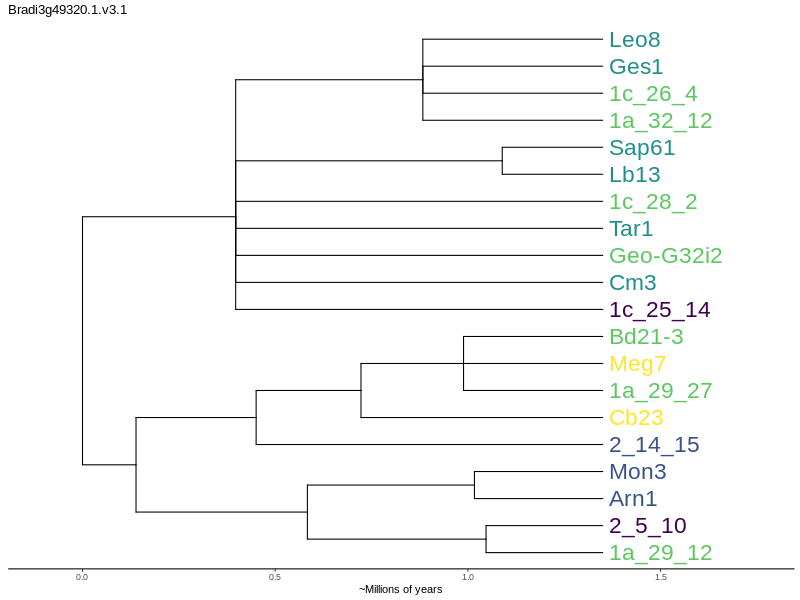 Bradi3g49320.1.v3.1
Leo8
Ges1
1c_26_4
1a_32_12
Sap61
Lb13
1c_28_2
Tar1
Geo-G32i2
Cm3
1c_25_14
Bd21-3
Meg7
1a_29_27
Cb23
2_14_15
Mon3
Arn1
2_5_10
1a_29_12
0.0 0.5 1.0 1.5
~Millions of years